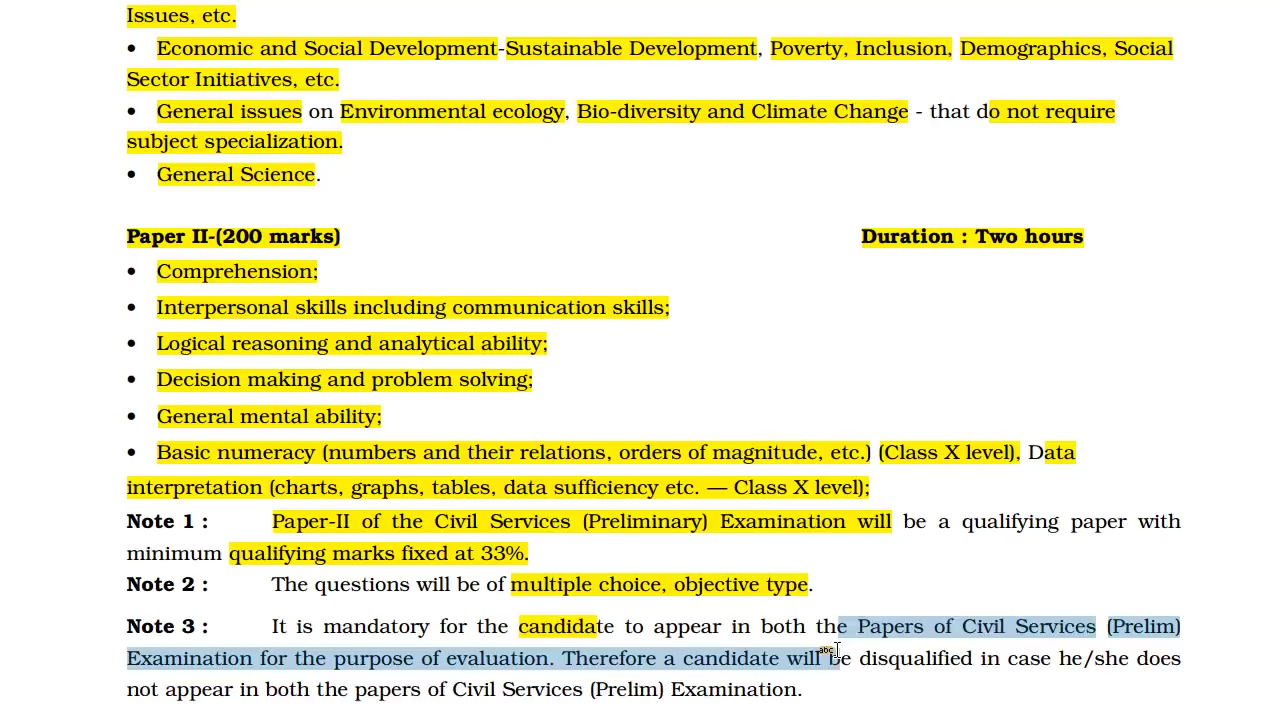 Issues, etc.
• Economic and Social Development-Sustainable Development, Poverty, Inclusion, Demographics, Social
Sector Initiatives, etc.
• General issues on Environmental ecology, Bio-diversity and Climate Change - that do not require
subject specialization.
• General Science.
Paper II-(200 marks) Duration : Two hours
• Comprehension;
• Interpersonal skills including communication skills;
• Logical reasoning and analytical ability;
• Decision making and problem solving;
• General mental ability;
• Basic numeracy (numbers and their relations, orders of magnitude, etc.) (Class X level), Data
interpretation (charts, graphs, tables, data sufficiency etc. — Class X level);
Note 1 : Paper-II of the Civil Services (Preliminary) Examination will be a qualifying paper with
minimum qualifying marks fixed at 33%.
Note 2 : The questions will be of multiple choice, objective type.
Note 3 : It is mandatory for the candidate to appear in both the Papers of Civil Services (Prelim)
Examination for the purpose of evaluation. Therefore a candidate will be disqualified in case he/she does
not appear in both the papers of Civil Services (Prelim) Examination.